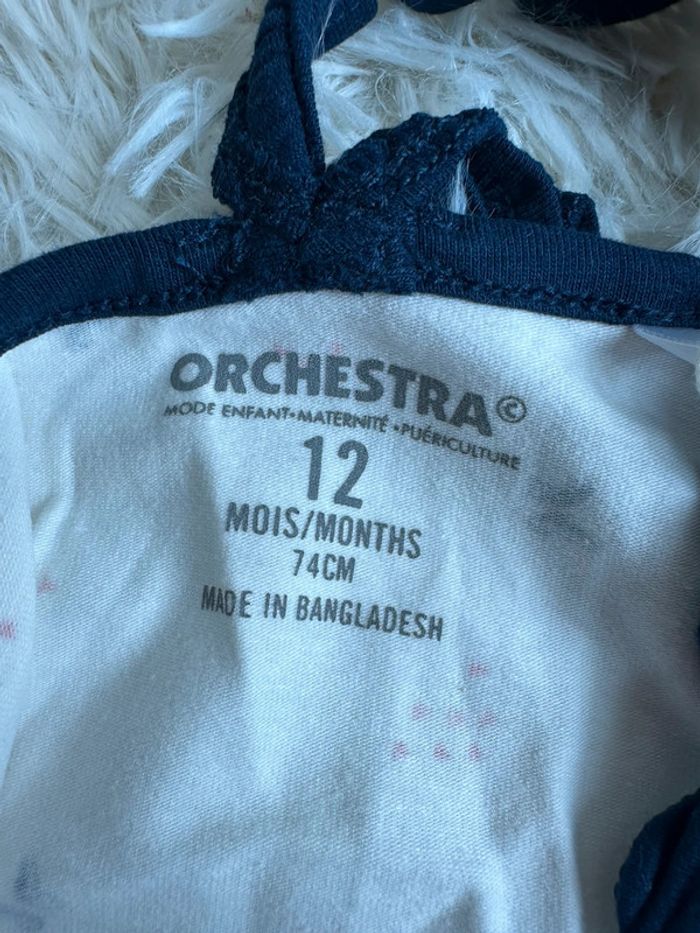 ORCHESTRA©
MODE ENFANT•MATERNITÉ•PUÉRICULTURE
12
MOIS/MONTHS
74CM
MADE IN BANGLADESH